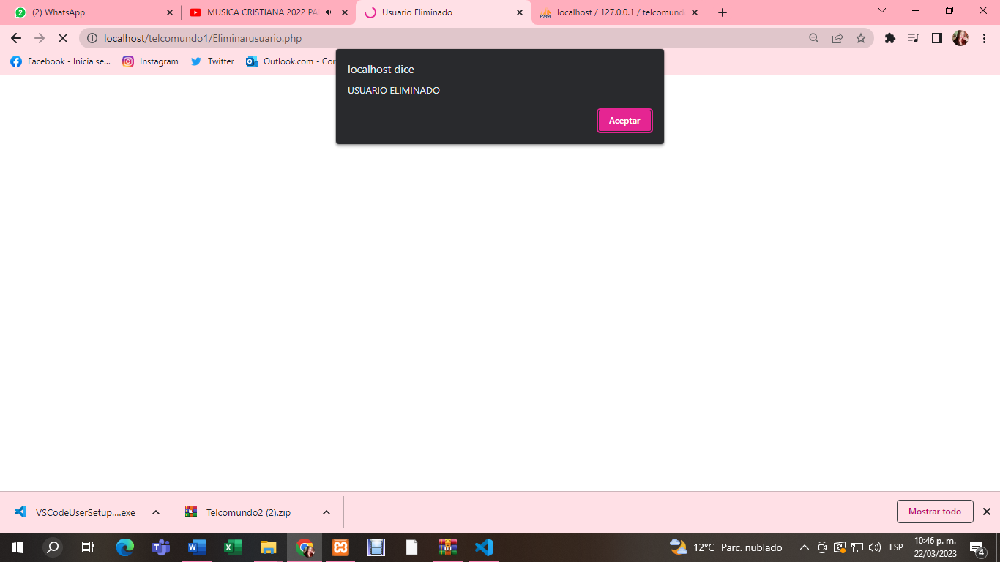 2
(2) WhatsApp
MUSICA CRISTIANA 2022 PA
Usuario Eliminado
PMA
localhost / 127.0.0.1 / telcomund
localhost/telcomundo1/Eliminarusuario.php
Facebook - Inicia se...
Instagram
Twitter
Outlook.com - Cor
localhost dice
USUARIO ELIMINADO
Aceptar
VSCodeUserSetup....exe
Telcomundo2 (2).zip
Mostrar todo
12°C Parc. nublado
ESP
10:46 p. m.
22/03/2023
4